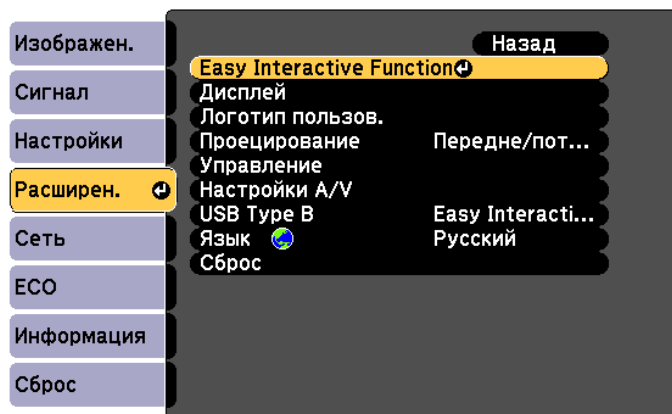 Изображен.
Сигнал
Настройки
Расширен.
Сеть
ECO
Информация
Сброс
Назад
Easy Interactive Function
Дисплей
Логотип пользов.
Проецирование Передне/пот...
Управление
Настройки A/V
USB Type B Easy Interacti...
Язык Русский
Сброс